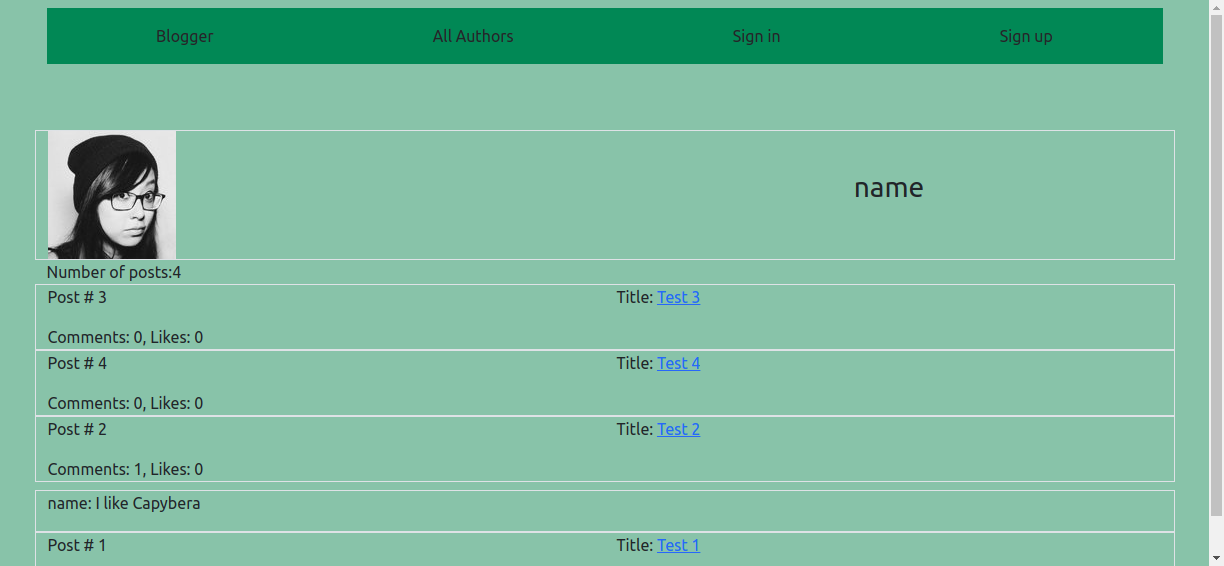 Blogger All Authors Sign in Sign up
name
Number of posts:4
Post # 3 Title: Test 3
Comments: 0, Likes: 0
Post # 4 Title: Test 4
Comments: 0, Likes: 0
Post # 2 Title: Test 2
Comments: 1, Likes: 0
name: I like Capybera
Post # 1 Title: Test 1